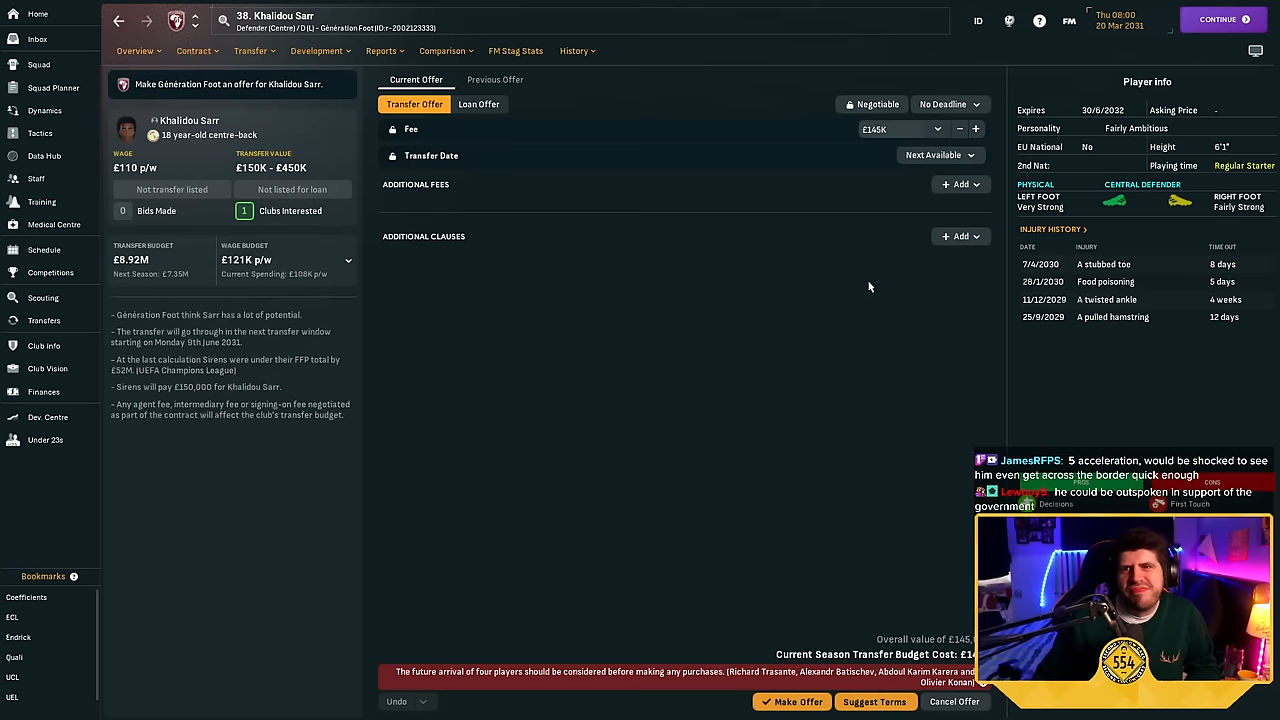 Home
Inbox
Squad
Squad Planner
Dynamics
Tactics
Data Hub
Staff
Training
Medical Centre
Schedule
Competitions
Scouting
Transfers
Club Info
Club Vision
Finances
Dev. Centre
Under 23s
Bookmarks
Coefficients
ECL
Endrick
Quali
UCL
UEL
38. Khalidou Sarr
Defender (Centre) / D (L) - Génération Foot (ID:r-2002123333)
ID
FM
Thu 08:00
20 Mar 2031
CONTINUE
Overview
Contract
Transfer
Development
Reports
Comparison
FM Stag Stats
History
Make Génération Foot an offer for Khalidou Sarr.
Khalidou Sarr
18 year-old centre-back
WAGE
TRANSFER VALUE
£110 p/w
£150K - £450K
Not transfer listed
Not listed for loan
0 Bids Made
1 Clubs Interested
TRANSFER BUDGET
WAGE BUDGET
£8.92M
£121K p/w
Next Season: £7.35M
Current Spending: £108K p/w
- Génération Foot think Sarr has a lot of potential.
- The transfer will go through in the next transfer window
starting on Monday 9th June 2031.
- At the last calculation Sirens were under their FFP total by
£52M. (UEFA Champions League)
- Sirens will pay £150,000 for Khalidou Sarr.
- Any agent fee, intermediary fee or signing-on fee negotiated
as part of the contract will affect the club's transfer budget.
Current Offer
Previous Offer
Transfer Offer
Loan Offer
Negotiable
No Deadline
Fee
£145K
Transfer Date
Next Available
ADDITIONAL FEES
+ Add
ADDITIONAL CLAUSES
+ Add
Overall value of £145,
Current Season Transfer Budget Cost: £14
The future arrival of four players should be considered before making any purchases. (Richard Trasante, Alexandr Batischev, Abdoul Karim Karera and
Olivier Konan)
Undo
Make Offer
Suggest Terms
Cancel Offer
Player info
Expires 30/6/2032 Asking Price -
Personality Fairly Ambitious
EU National No Height 6'1"
2nd Nat: Playing time Regular Starter
PHYSICAL CENTRAL DEFENDER
LEFT FOOT RIGHT FOOT
Very Strong Fairly Strong
INJURY HISTORY >
DATE INJURY TIME OUT
7/4/2030 A stubbed toe 8 days
28/1/2030 Food poisoning 5 days
11/12/2029 A twisted ankle 4 weeks
25/9/2029 A pulled hamstring 12 days
JamesRFPS: 5 acceleration, would be shocked to see
him even get across the border quick enough
PROS CONS
he could be outspoken in support of the
government
Decisions First Touch
554